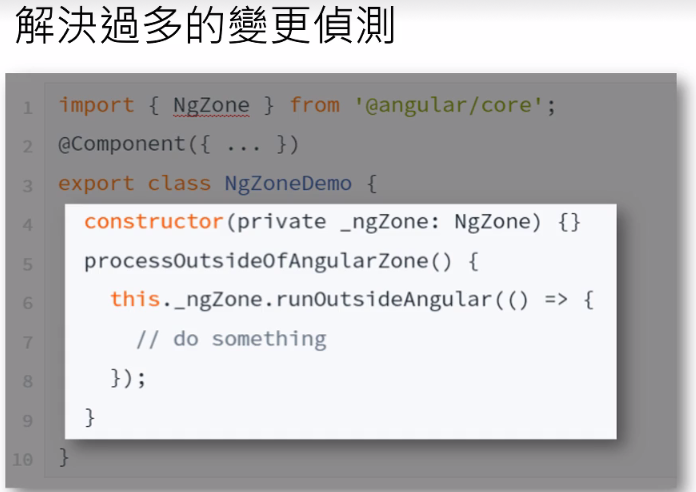 解決過多的變更偵測
1 import { NgZone } from '@angular/core';
2 @Component({ ... })
3 export class NgZoneDemo {
4 constructor(private _ngZone: NgZone) {}
5 processOutsideOfAngularZone() {
6 this._ngZone.runOutsideAngular(() => {
7 // do something
8 });
9 }
10 }